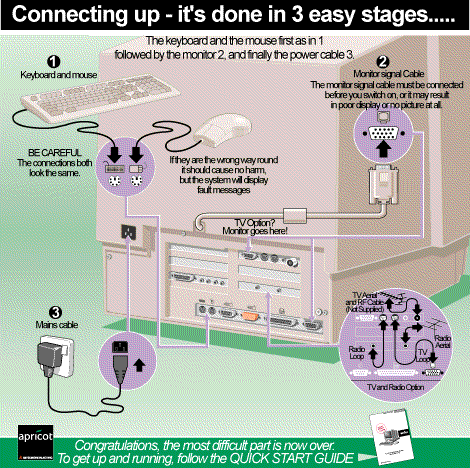 Connecting up - it's done in 3 easy stages.....
The keyboard and the mouse first as in 1
followed by the monitor 2, and finally the power cable 3.
1
Keyboard and mouse
2
Monitor signal Cable
The monitor signal cable must be connected
before you switch on, or it may result
in poor display or no picture at all.
BE CAREFUL
The connections both
look the same.
If they are the wrong way round
it should cause no harm,
but the system will display
fault messages
TV Option?
Monitor goes here!
3
Mains cable
TV Aerial
and RF Cable
(Not Supplied)
Radio
Aerial
Radio
Loop
TV
Loop
TV and Radio Option
apricot
MITSUBISHI ELECTRIC
Congratulations, the most difficult part is now over.
To get up and running, follow the QUICK START GUIDE